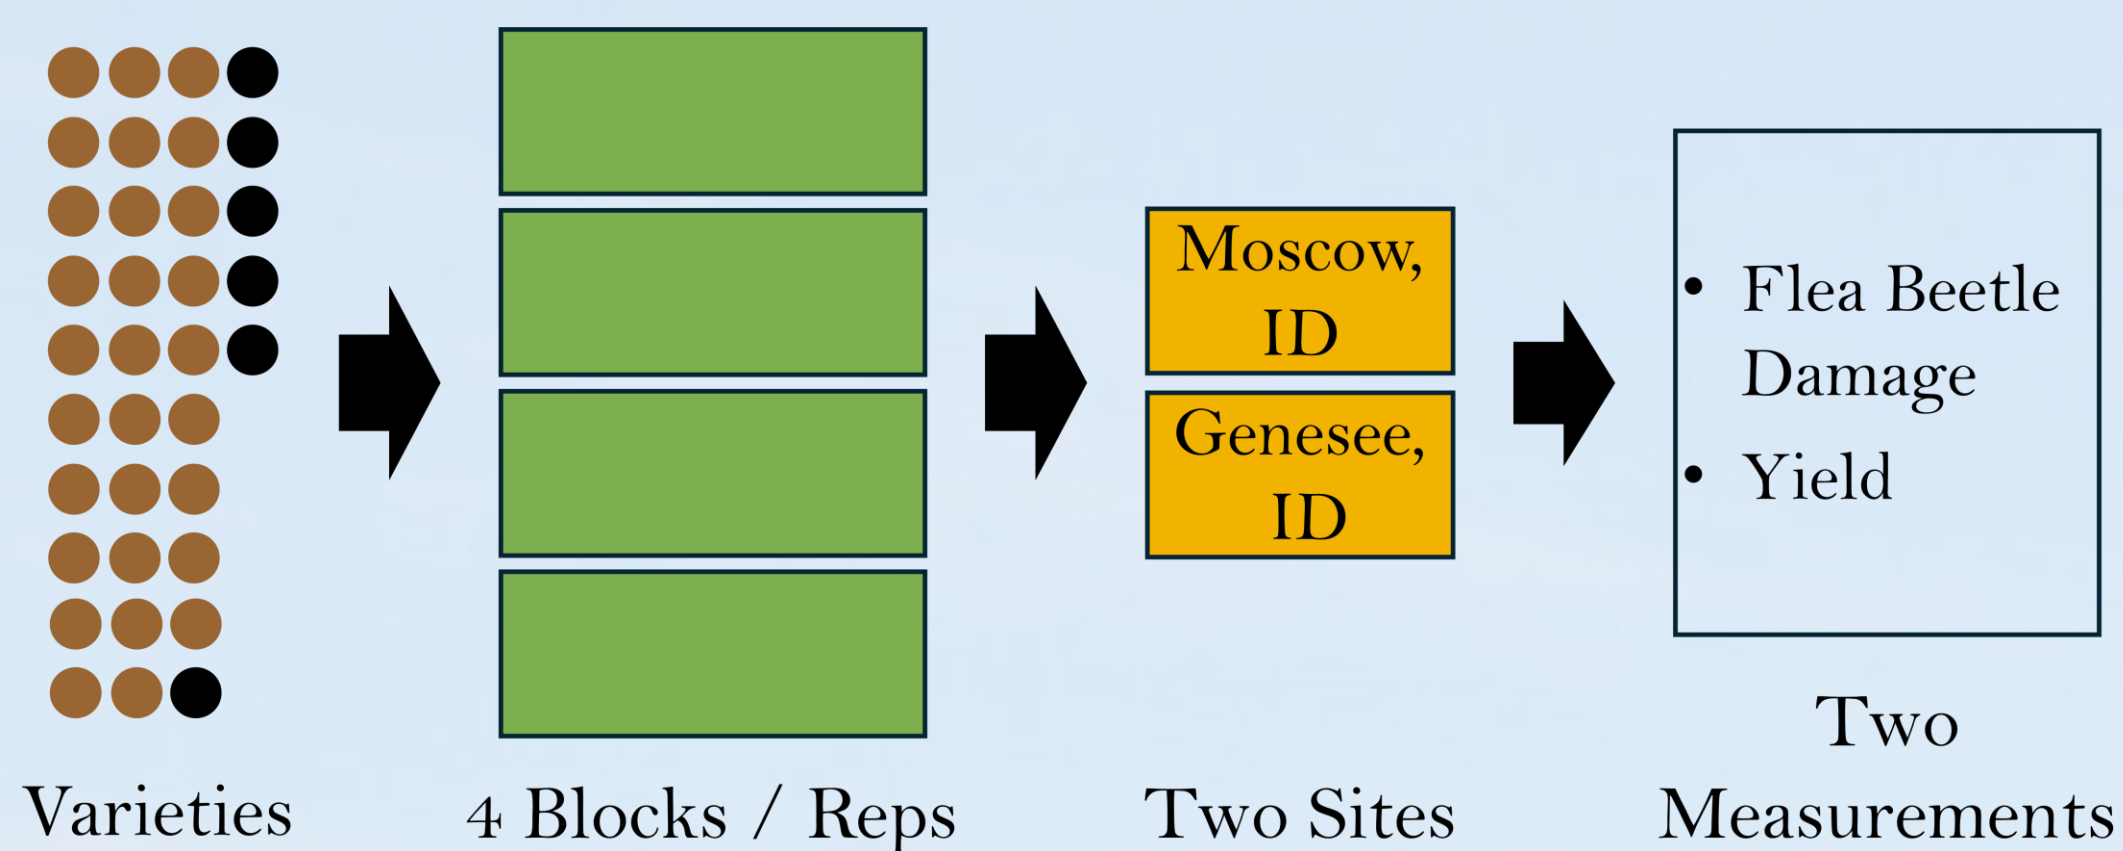 Moscow,
ID
Genesee,
ID
• Flea Beetle
Damage
• Yield
Varieties
4 Blocks / Reps
Two Sites
Two
Measurements